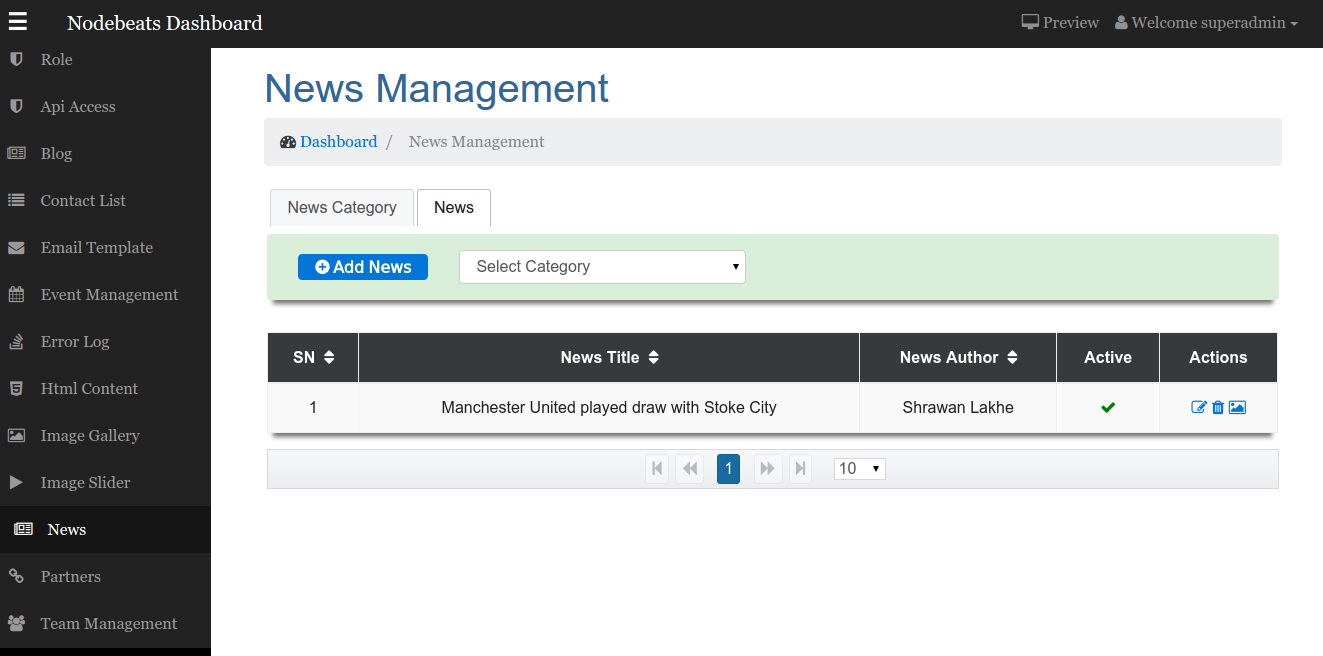 Nodebeats Dashboard
Preview
Welcome superadmin
Role
Api Access
Blog
Contact List
Email Template
Event Management
Error Log
Html Content
Image Gallery
Image Slider
News
Partners
Team Management
News Management
Dashboard / News Management
News Category
News
Add News
Select Category
SN News Title News Author Active Actions
1 Manchester United played draw with Stoke City Shrawan Lakhe
1
10